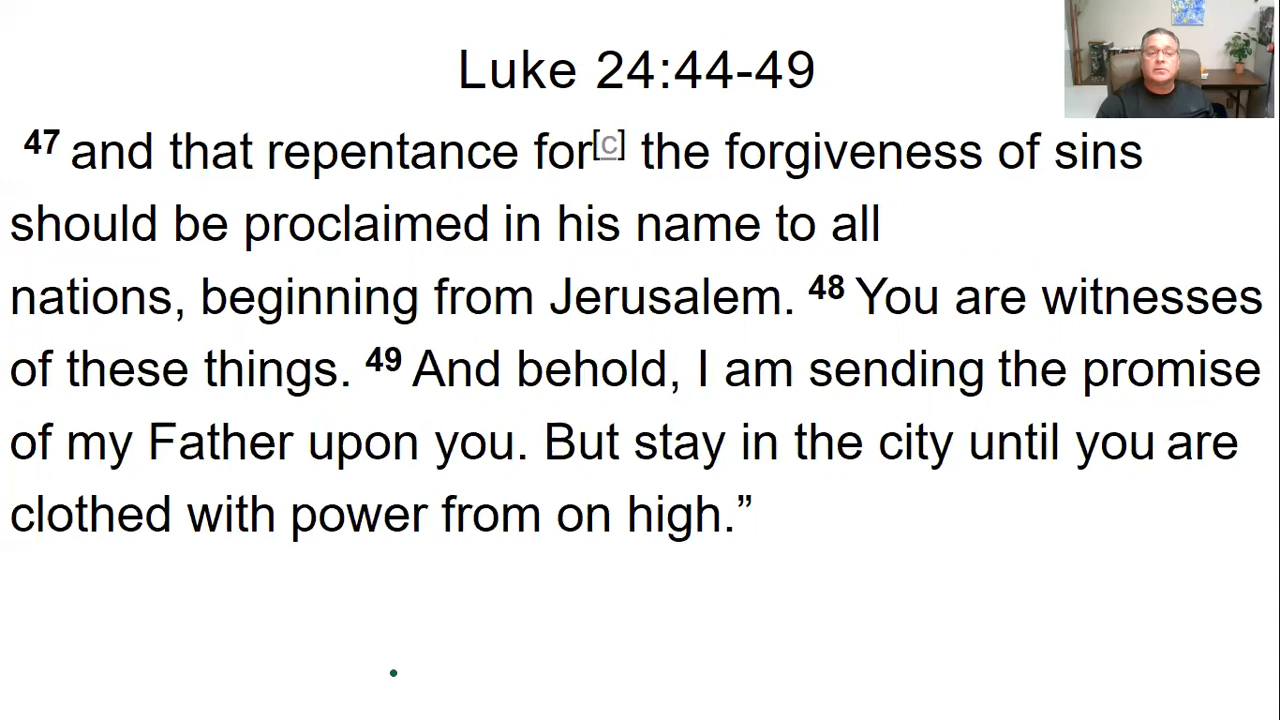 Luke 24:44-49
47 and that repentance for[c] the forgiveness of sins
should be proclaimed in his name to all
nations, beginning from Jerusalem. 48 You are witnesses
of these things. 49 And behold, I am sending the promise
of my Father upon you. But stay in the city until you are
clothed with power from on high.”